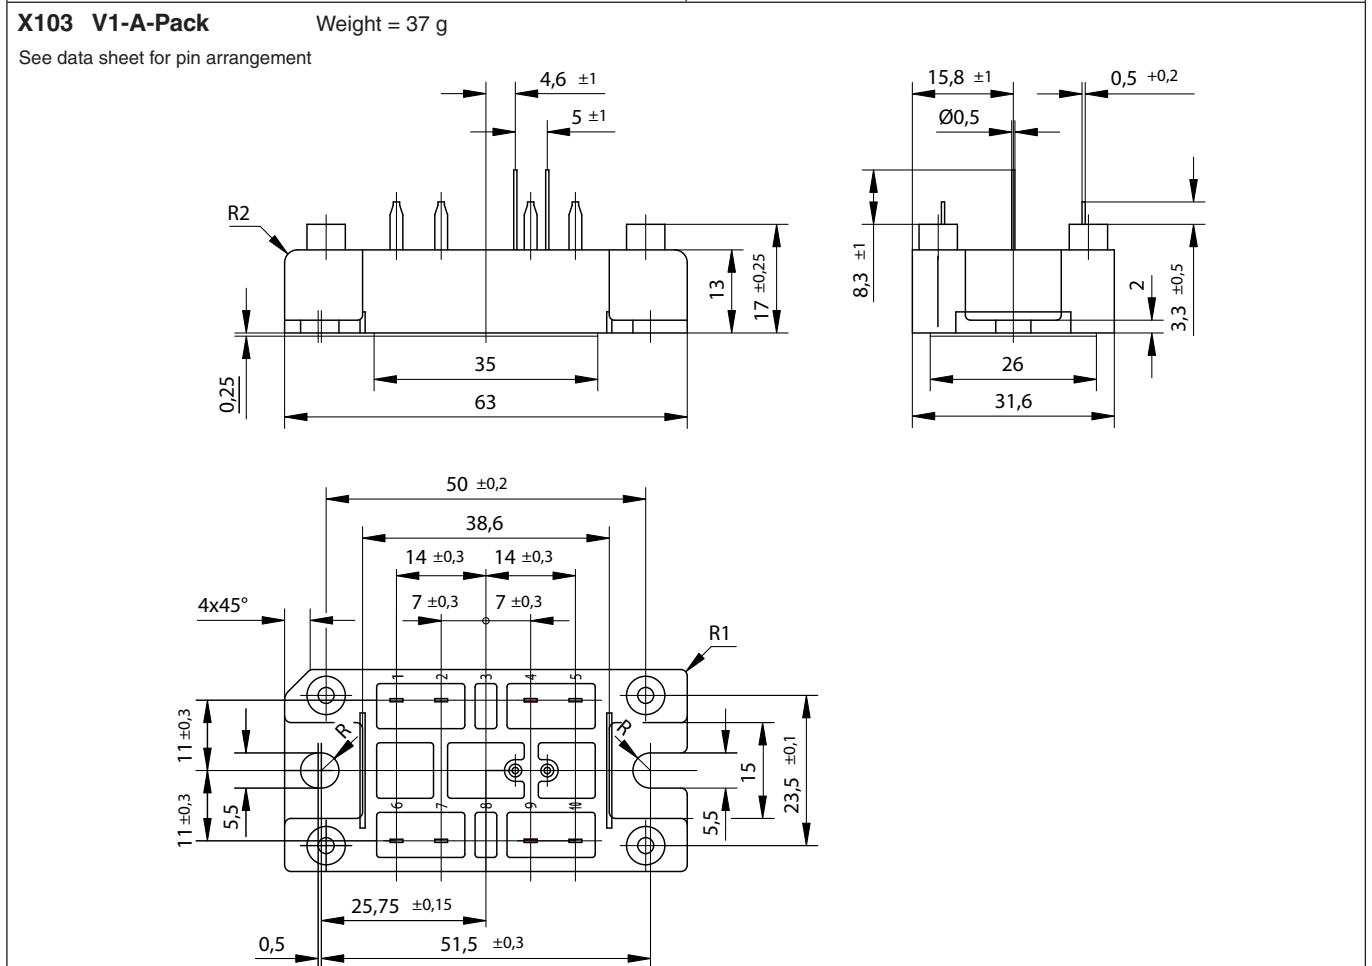 X103 V1-A-Pack Weight = 37 g
See data sheet for pin arrangement
4,6 ±1
5 ±1
R2
13
17 ±0,25
35
63
0,25
15,8 ±1
0,5 +0,2
Ø0,5
8,3 ±1
2
3,3 ±0,5
26
31,6
50 ±0,2
38,6
14 ±0,3 14 ±0,3
7 ±0,3 7 ±0,3
4x45°
R1
1 2 3 4 5
R R
11 ±0,3
11 ±0,3
5,5
15
23,5 ±0,1
5,5
6 7 8 9 10
25,75 ±0,15
0,5 51,5 ±0,3